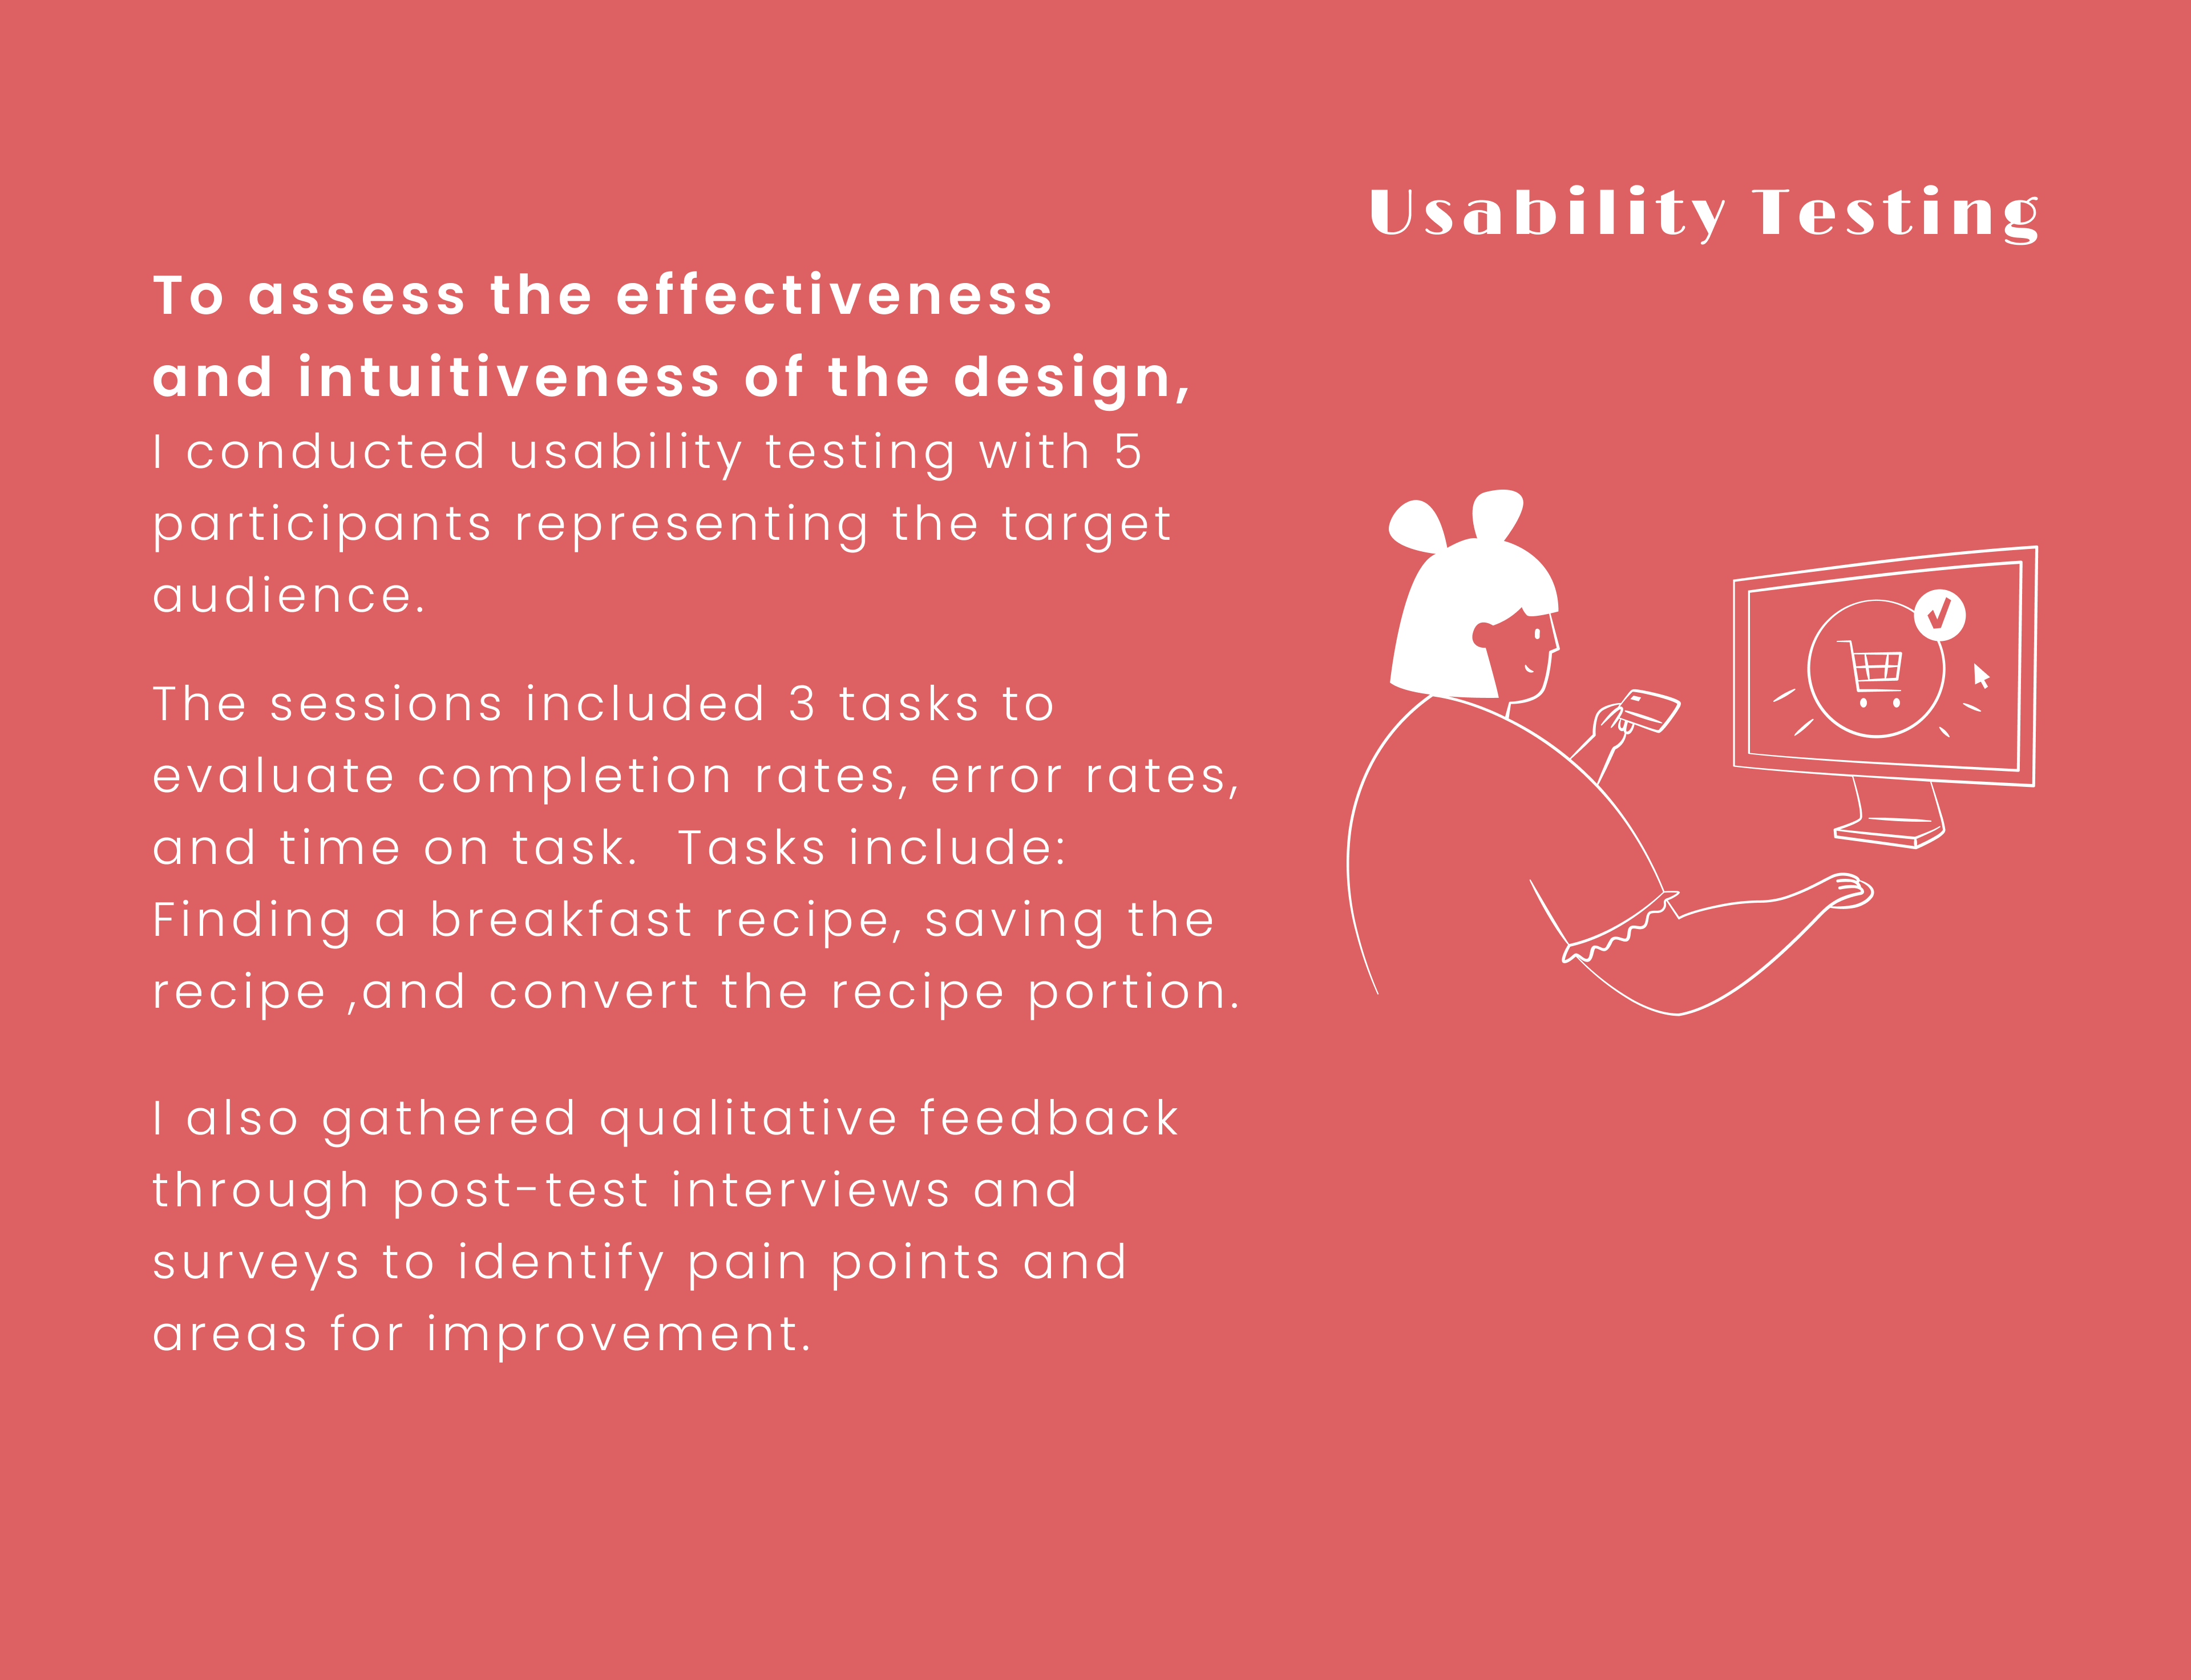 Usability Testing
To assess the effectiveness
and intuitiveness of the design,
I conducted usability testing with 5
participants representing the target
audience.
The sessions included 3 tasks to
evaluate completion rates, error rates,
and time on task.  Tasks include:
Finding a breakfast recipe, saving the
recipe ,and convert the recipe portion.
I also gathered qualitative feedback
through post-test interviews and
surveys to identify pain points and
areas for improvement.